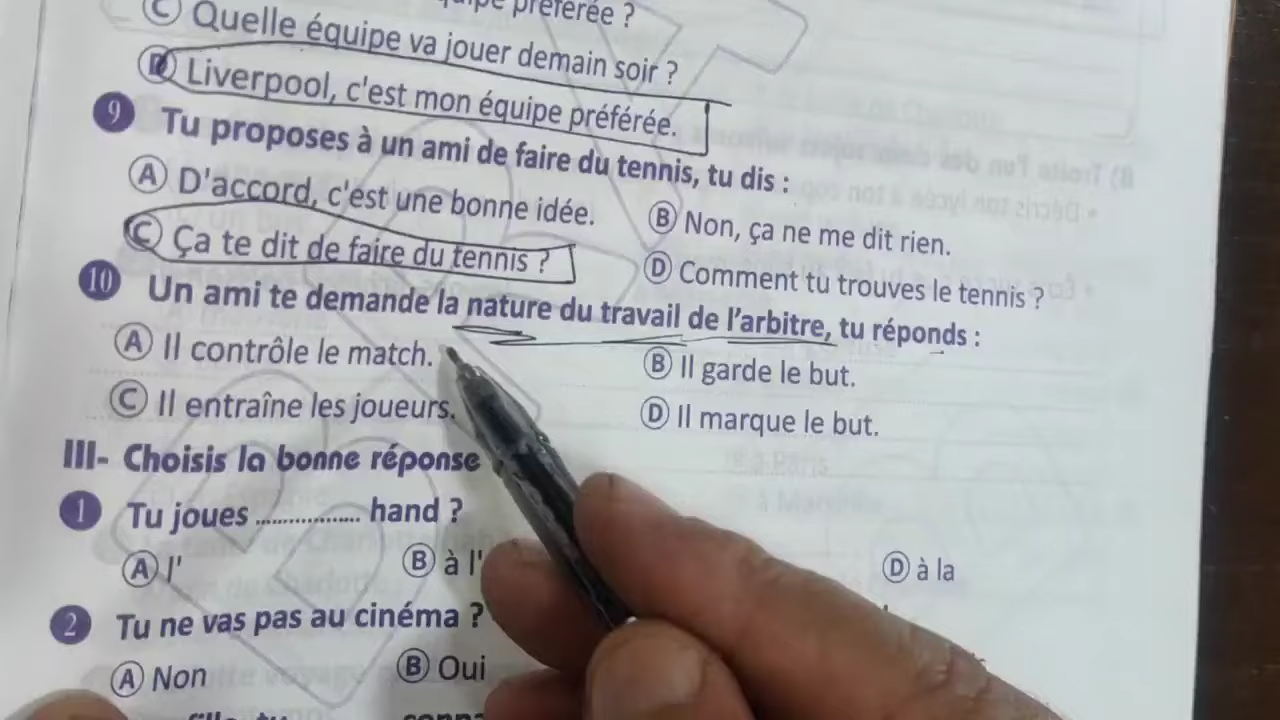 préférée ?
C Quelle équipe va jouer demain soir ?
D Liverpool, c'est mon équipe préférée.
9 Tu proposes à un ami de faire du tennis, tu dis :
A D'accord, c'est une bonne idée.
B Non, ça ne me dit rien.
C Ça te dit de faire du tennis ?
D Comment tu trouves le tennis ?
10 Un ami te demande la nature du travail de l'arbitre, tu réponds :
A Il contrôle le match.
B Il garde le but.
C Il entraîne les joueurs.
D Il marque le but.
III- Choisis la bonne réponse
1 Tu joues ................. hand ?
A l'
B à l'
D à la
2 Tu ne vas pas au cinéma ?
A Non
B Oui